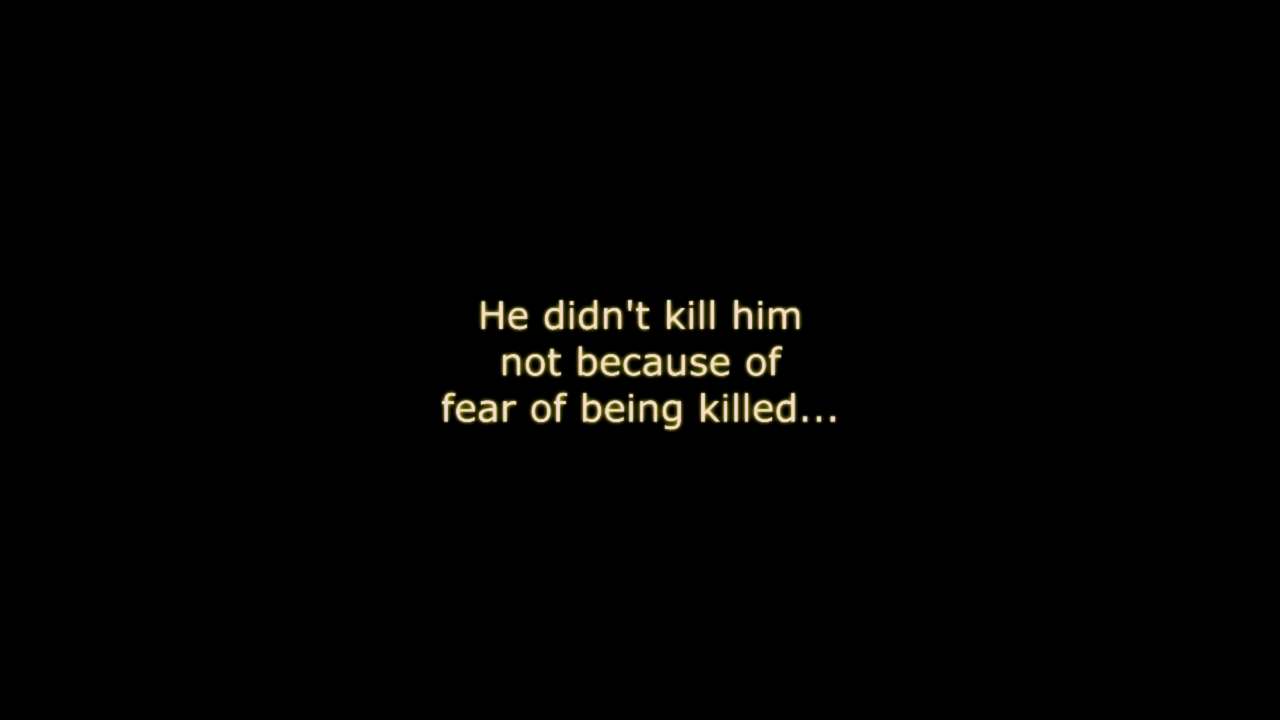 He didn't kill him
not because of
fear of being killed...